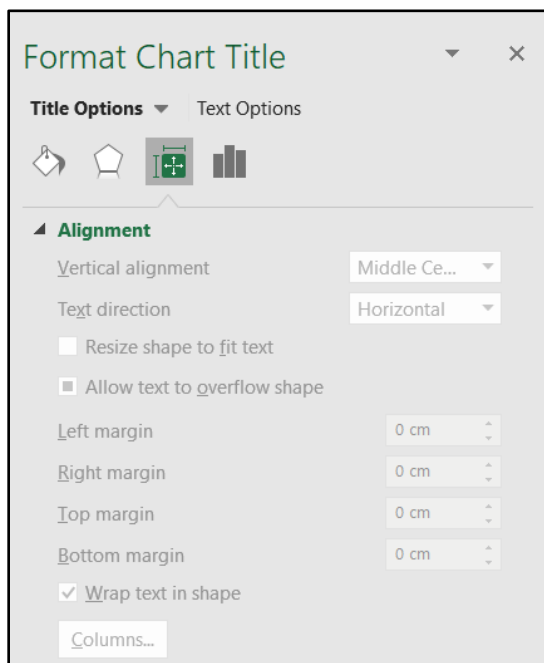 Format Chart Title
Title Options Text Options
Alignment
Vertical alignment Middle Ce...
Text direction Horizontal
Resize shape to fit text
Allow text to overflow shape
Left margin 0 cm
Right margin 0 cm
Top margin 0 cm
Bottom margin 0 cm
Wrap text in shape
Columns...